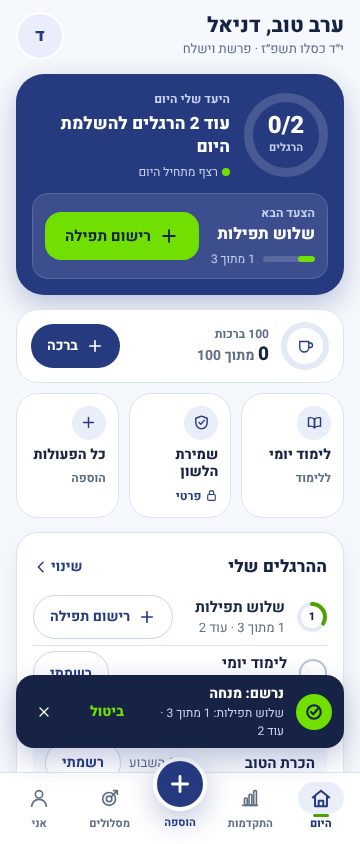 ערב טוב, דניאל
י״ד כסלו תשפ״ז · פרשת וישלח
ד
היעד שלי היום
עוד 2 הרגלים להשלמת
היום
רצף מתחיל היום
0/2
הרגלים
הצעד הבא
שלוש תפילות
1 מתוך 3
רישום תפילה
100 ברכות
0 מתוך 100
ברכה
לימוד יומי
ללימוד
שמירת
הלשון
פרטי
כל הפעולות
הוספה
ההרגלים שלי
שינוי
1
שלוש תפילות
1 מתוך 3 · עוד 2
רישום תפילה
לימוד יומי
רשמתי
נרשם: מנחה
שלוש תפילות: 1 מתוך 3 ·
עוד 2
ביטול
הכרת הטוב
השבוע
רשמתי
היום
התקדמות
הוספה
מסלולים
אני